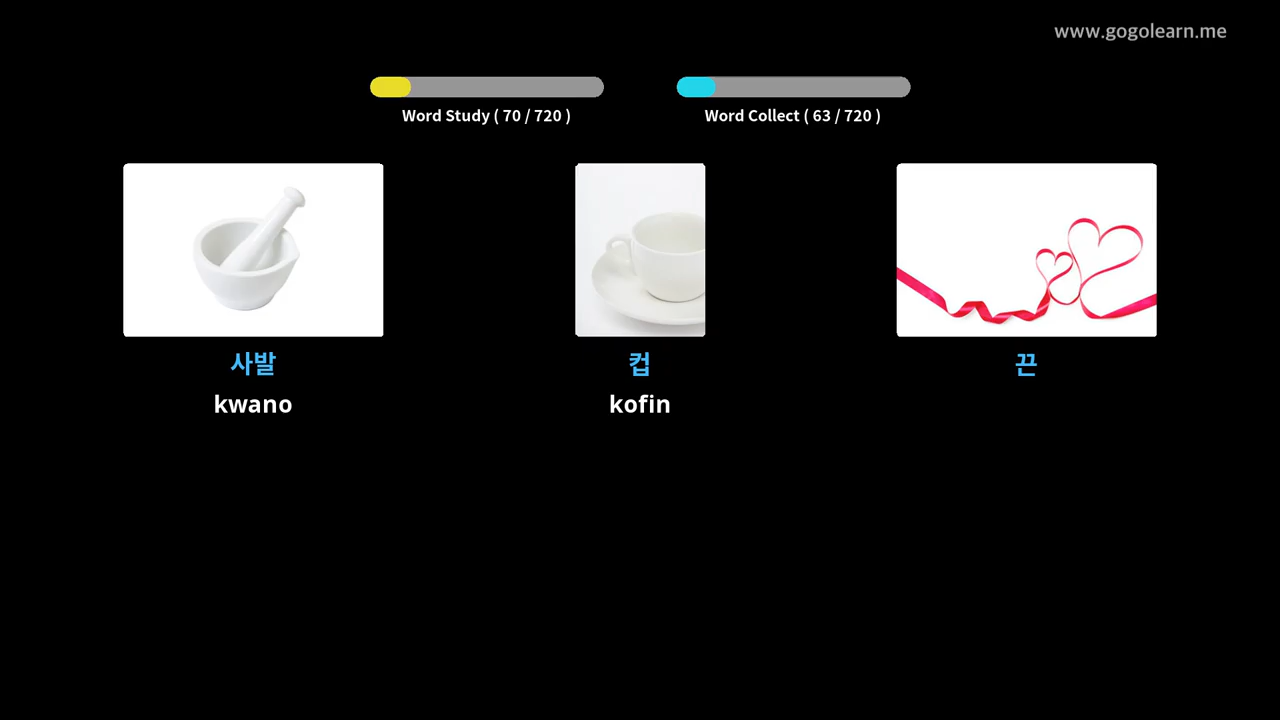 www.gogolearn.me
Word Study ( 70 / 720 )
Word Collect ( 63 / 720 )
사발
컵
끈
kwano
kofin